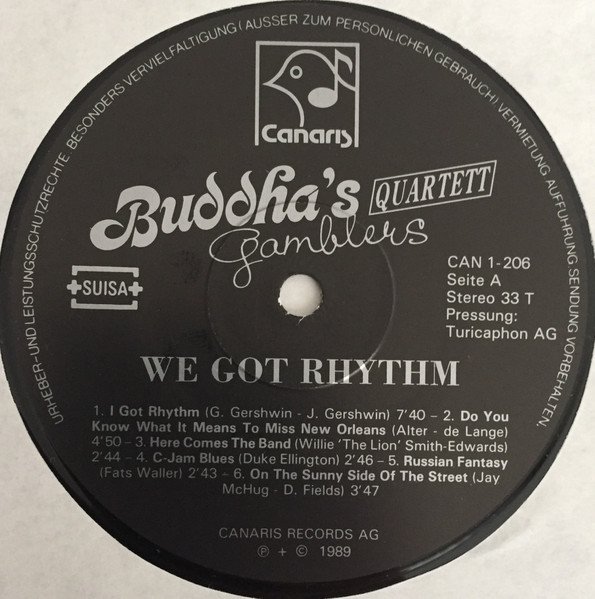 URHEBER- UND LEISTUNGSSCHUTZRECHTE. BESONDERS VERVIELFALTIGUNG (AUSSER ZUM PERSONLICHEN GEBRAUCH) VERMIETUNG AUFFUHRUNG SENDUNG VORBEHALTEN.
Canaris
Buddha's QUARTETT
Gamblers
SUISA
CAN 1-206
Seite A
Stereo 33 T
Pressung:
Turicaphon AG
WE GOT RHYTHM
1. I Got Rhythm (G. Gershwin - J. Gershwin) 7'40 – 2. Do You
Know What It Means To Miss New Orleans (Alter - de Lange)
4'50 – 3. Here Comes The Band (Willie 'The Lion' Smith-Edwards)
2'44 – 4. C-Jam Blues (Duke Ellington) 2'46 – 5. Russian Fantasy
(Fats Waller) 2'43 – 6. On The Sunny Side Of The Street (Jay
McHug - D. Fields) 3'47
CANARIS RECORDS AG
℗ + © 1989